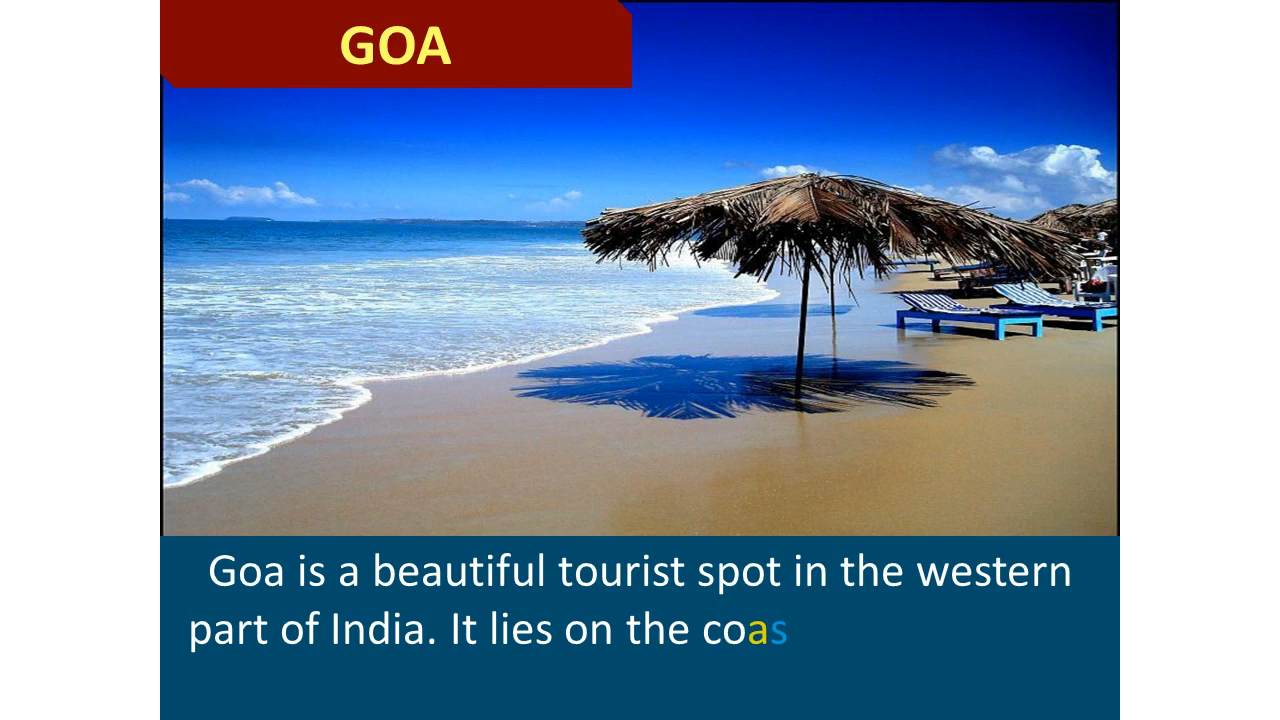 GOA
Goa is a beautiful tourist spot in the western
part of India. It lies on the coas